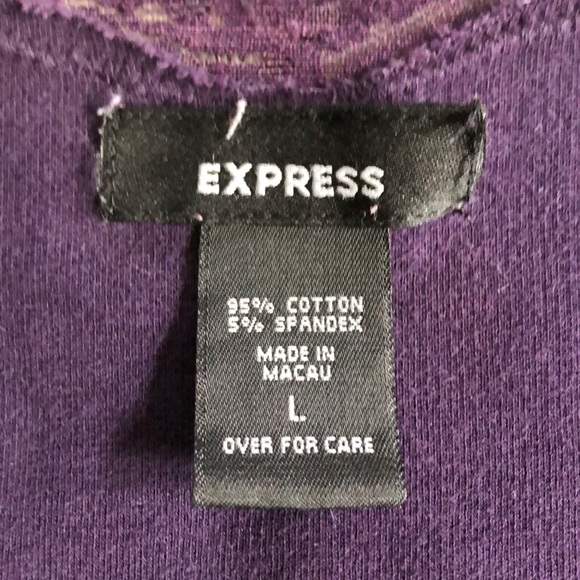 EXPRESS
95% COTTON
5% SPANDEX
MADE IN
MACAU
L
OVER FOR CARE